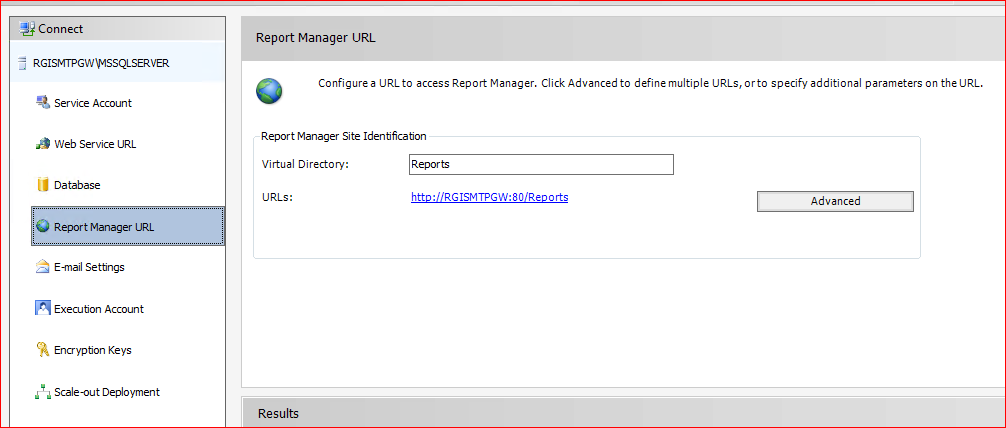 Connect
RGISMTPGW\MSSQLSERVER
Service Account
Web Service URL
Database
Report Manager URL
E-mail Settings
Execution Account
Encryption Keys
Scale-out Deployment
Report Manager URL
Configure a URL to access Report Manager. Click Advanced to define multiple URLs, or to specify additional parameters on the URL.
Report Manager Site Identification
Virtual Directory: Reports
URLs: http://RGISMTPGW:80/Reports
Advanced
Results